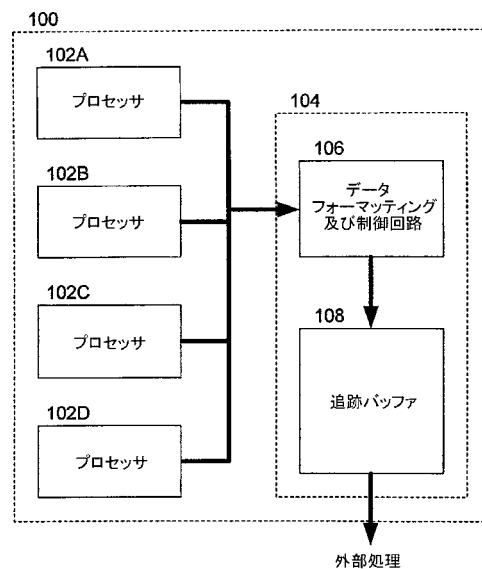 100
102A
プロセッサ
102B
プロセッサ
102C
プロセッサ
102D
プロセッサ
104
106
データ
フォーマッティング
及び制御回路
108
追跡バッファ
外部処理